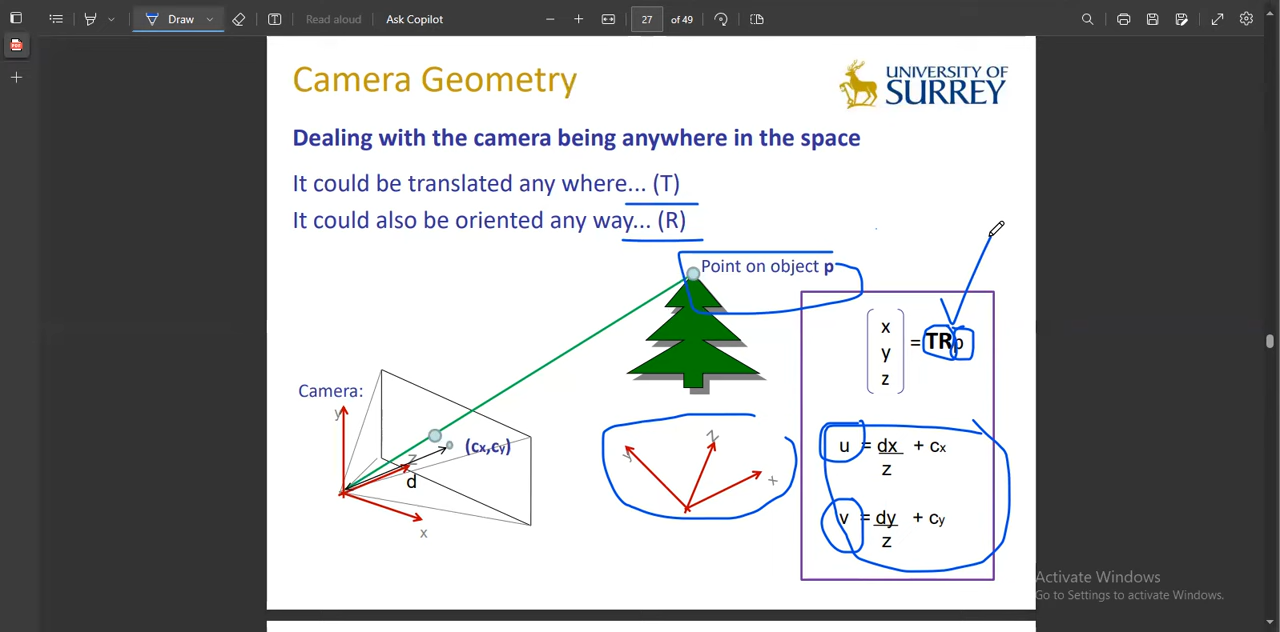 Draw
Read aloud
Ask Copilot
27
of 49
Camera Geometry
UNIVERSITY OF
SURREY
Dealing with the camera being anywhere in the space
It could be translated any where... (T)
It could also be oriented any way... (R)
Point on object p
Camera:
y
z
(cx,cy)
d
x
y
z
x
x
y
z
= TRp
u = dx + cx
z
v = dy + cy
z
Activate Windows
Go to Settings to activate Windows.